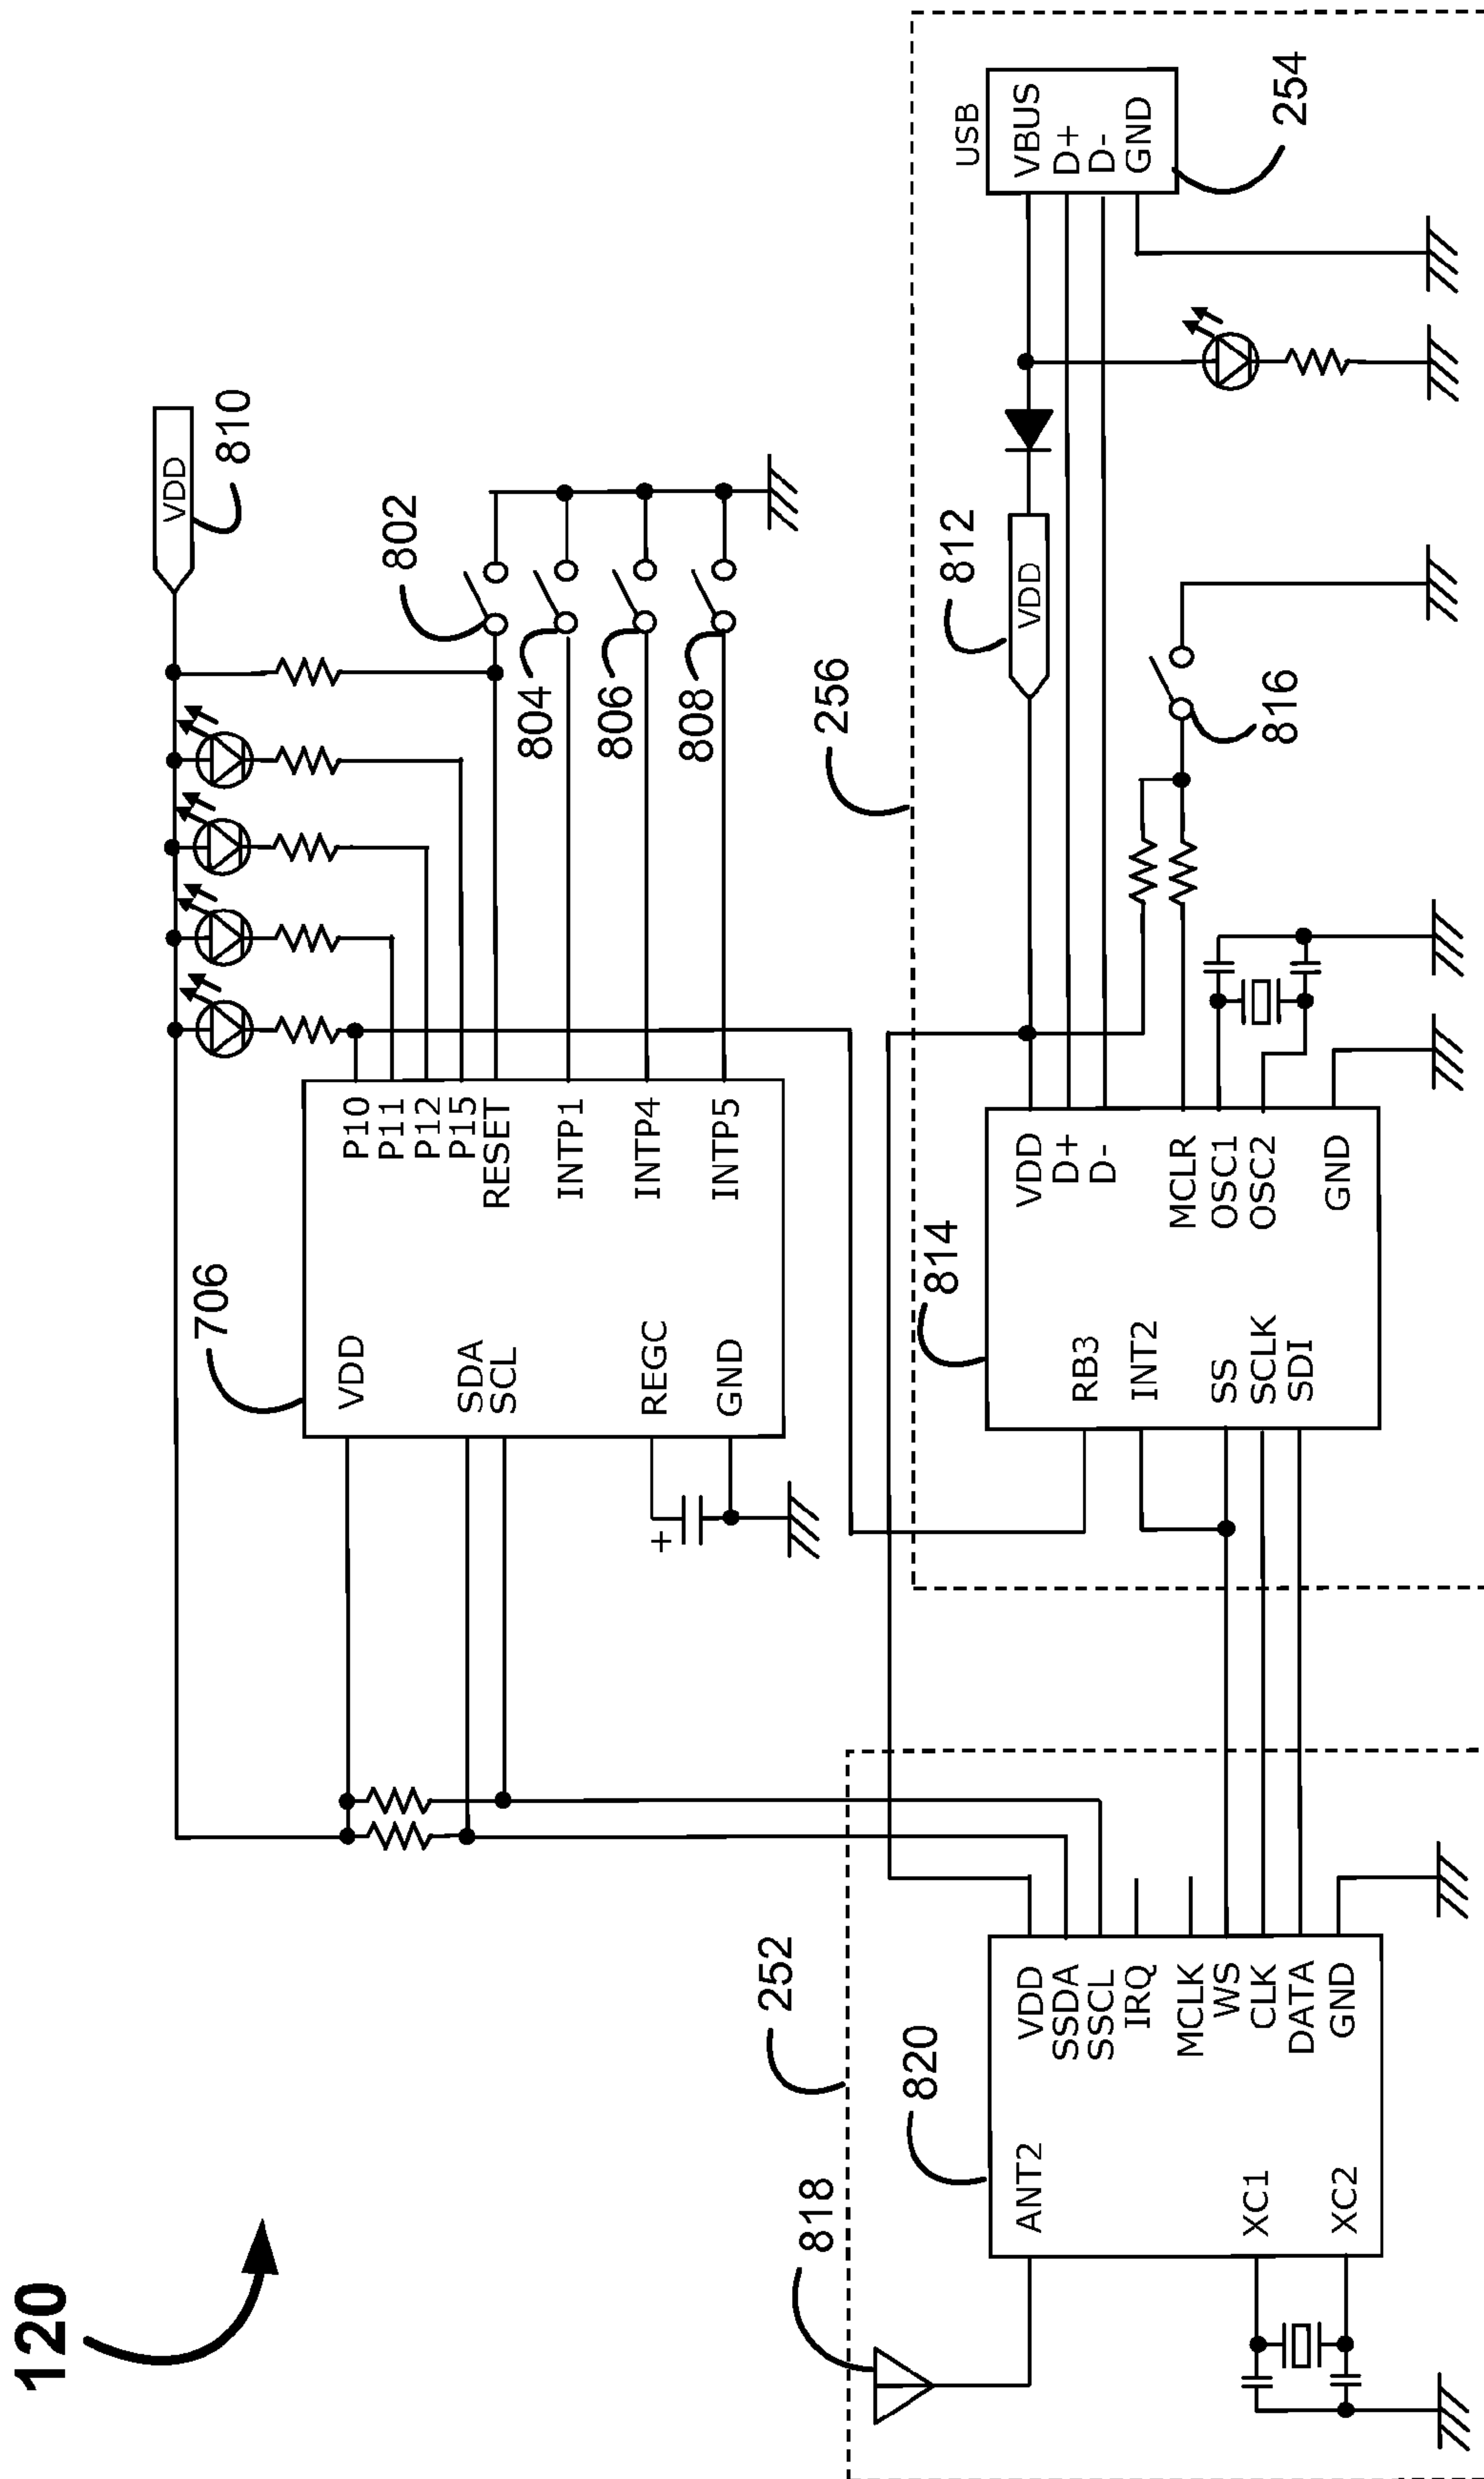 120
VDD
810
706
VDD
SDA
SCL
REGC
GND
P10
P11
P12
P15
RESET
INTP1
INTP4
INTP5
802
804
806
808
+
252
818
820
ANT2
XC1
XC2
VDD
SSDA
SSCL
IRQ
MCLK
WS
CLK
DATA
GND
256
814
RB3
INT2
SS
SCLK
SDI
VDD
D+
D-
MCLR
OSC1
OSC2
GND
812
VDD
816
USB
VBUS
D+
D-
GND
254